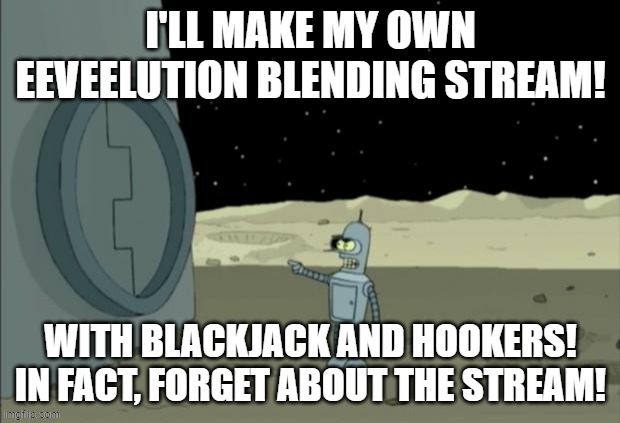 I'LL MAKE MY OWN
EEVEELUTION BLENDING STREAM!
WITH BLACKJACK AND HOOKERS!
IN FACT, FORGET ABOUT THE STREAM!
imgflip.com